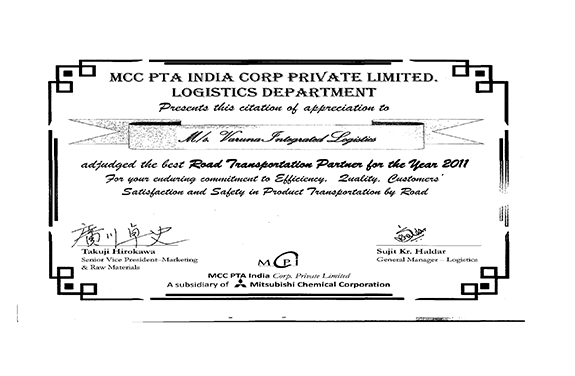 MCC PTA INDIA CORP PRIVATE LIMITED.
LOGISTICS DEPARTMENT
Presents this citation of appreciation to
M/s. Varuna Integrated Logistics
adjudged the best Road Transportation Partner for the Year 2011
For your enduring commitment to Efficiency, Quality, Customers'
Satisfaction and Safety in Product Transportation by Road
廣川卓史
Takuji Hirokawa
Senior Vice President–Marketing
& Raw Materials
Sujit Kr. Haldar
General Manager – Logistics
MCPI
MCC PTA India Corp. Private Limited
A subsidiary of Mitsubishi Chemical Corporation